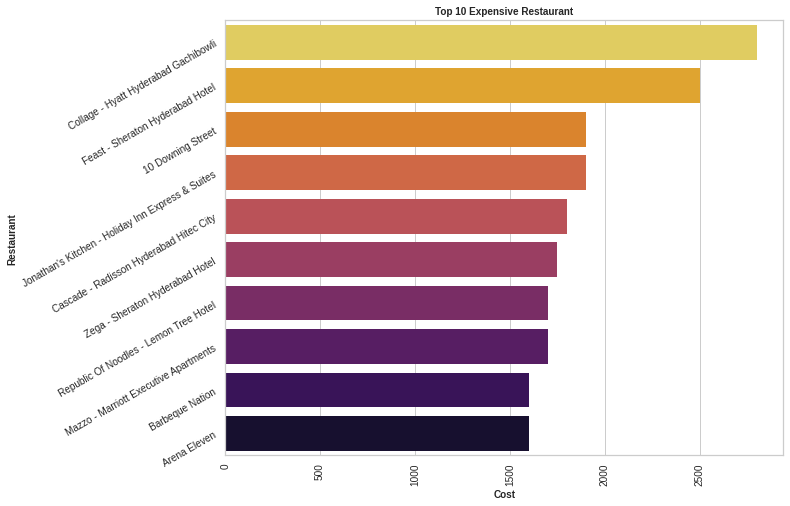 Top 10 Expensive Restaurant
Restaurant
Collage - Hyatt Hyderabad Gachibowli
Feast - Sheraton Hyderabad Hotel
10 Downing Street
Jonathan's Kitchen - Holiday Inn Express & Suites
Cascade - Radisson Hyderabad Hitec City
Zega - Sheraton Hyderabad Hotel
Republic Of Noodles - Lemon Tree Hotel
Mazzo - Marriott Executive Apartments
Barbeque Nation
Arena Eleven
0 500 1000 1500 2000 2500
Cost